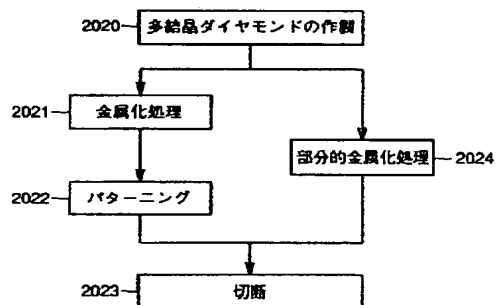 2020 多結晶ダイヤモンドの作製
2021 金属化処理
部分的金属化処理 2024
2022 パターニング
2023 切断